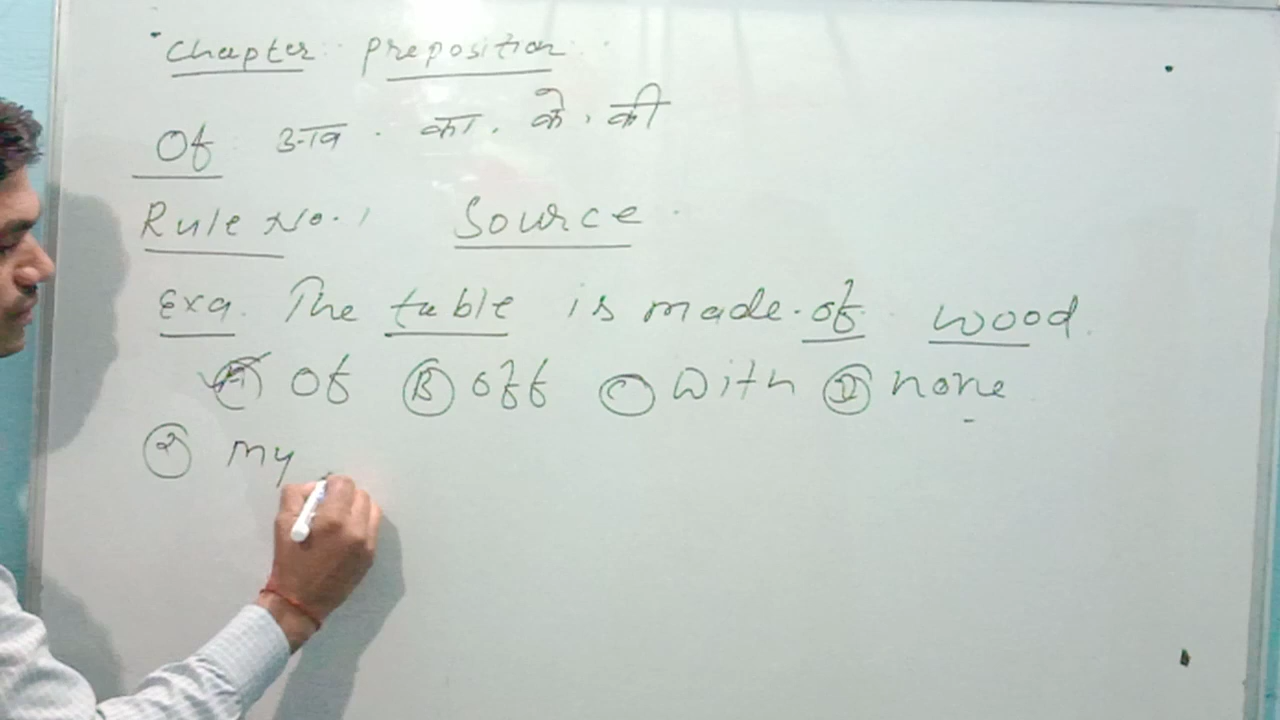 Chapter Preposition
Of आव का, के, की
Rule No. 1 Source
Exa. The table is made of wood.
(A) of (B) off (C) with (D) none
(2) my